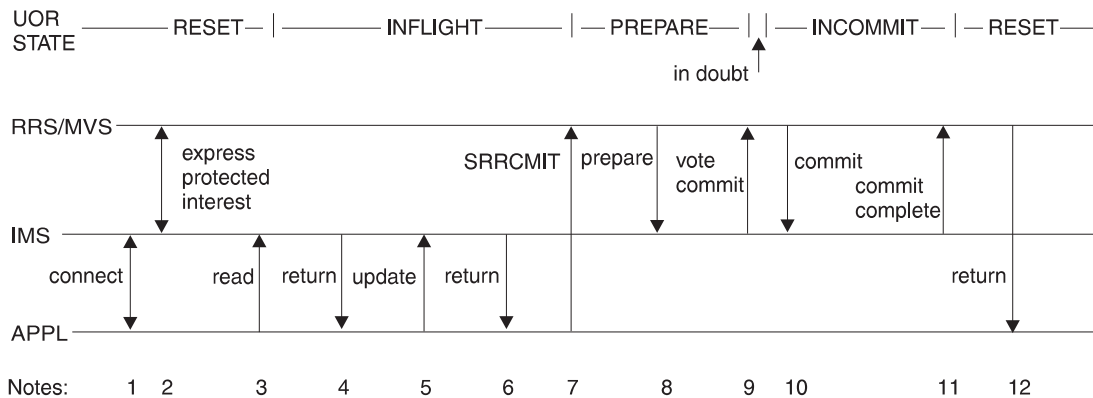 UOR
STATE
RESET
INFLIGHT
PREPARE
INCOMMIT
RESET
in doubt
RRS/MVS
express
protected
interest
SRRCMIT
prepare
vote
commit
commit
commit
complete
IMS
connect
read
return
update
return
return
APPL
Notes: 1 2 3 4 5 6 7 8 9 10 11 12